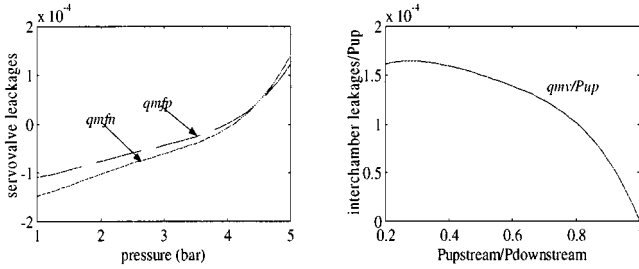 x 10⁻⁴
2
1
0
-1
-2
servovalve leackages
qmfn
qmfp
1 2 3 4 5
pressure (bar)
x 10⁻⁴
2
1.5
1
0.5
0
interchamber leakages/Pup
qmv/Pup
0.2 0.4 0.6 0.8 1
Pupstream/Pdownstream